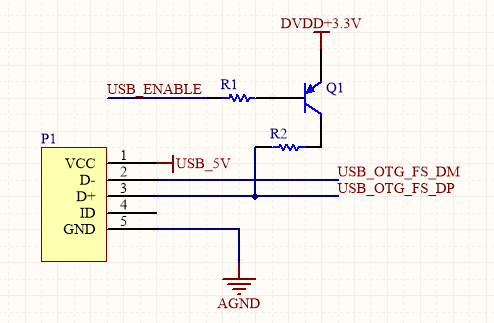 DVDD+3.3V
USB_ENABLE
R1
Q1
R2
P1
VCC 1 USB_5V
D- 2 USB_OTG_FS_DM
D+ 3 USB_OTG_FS_DP
ID 4
GND 5
AGND